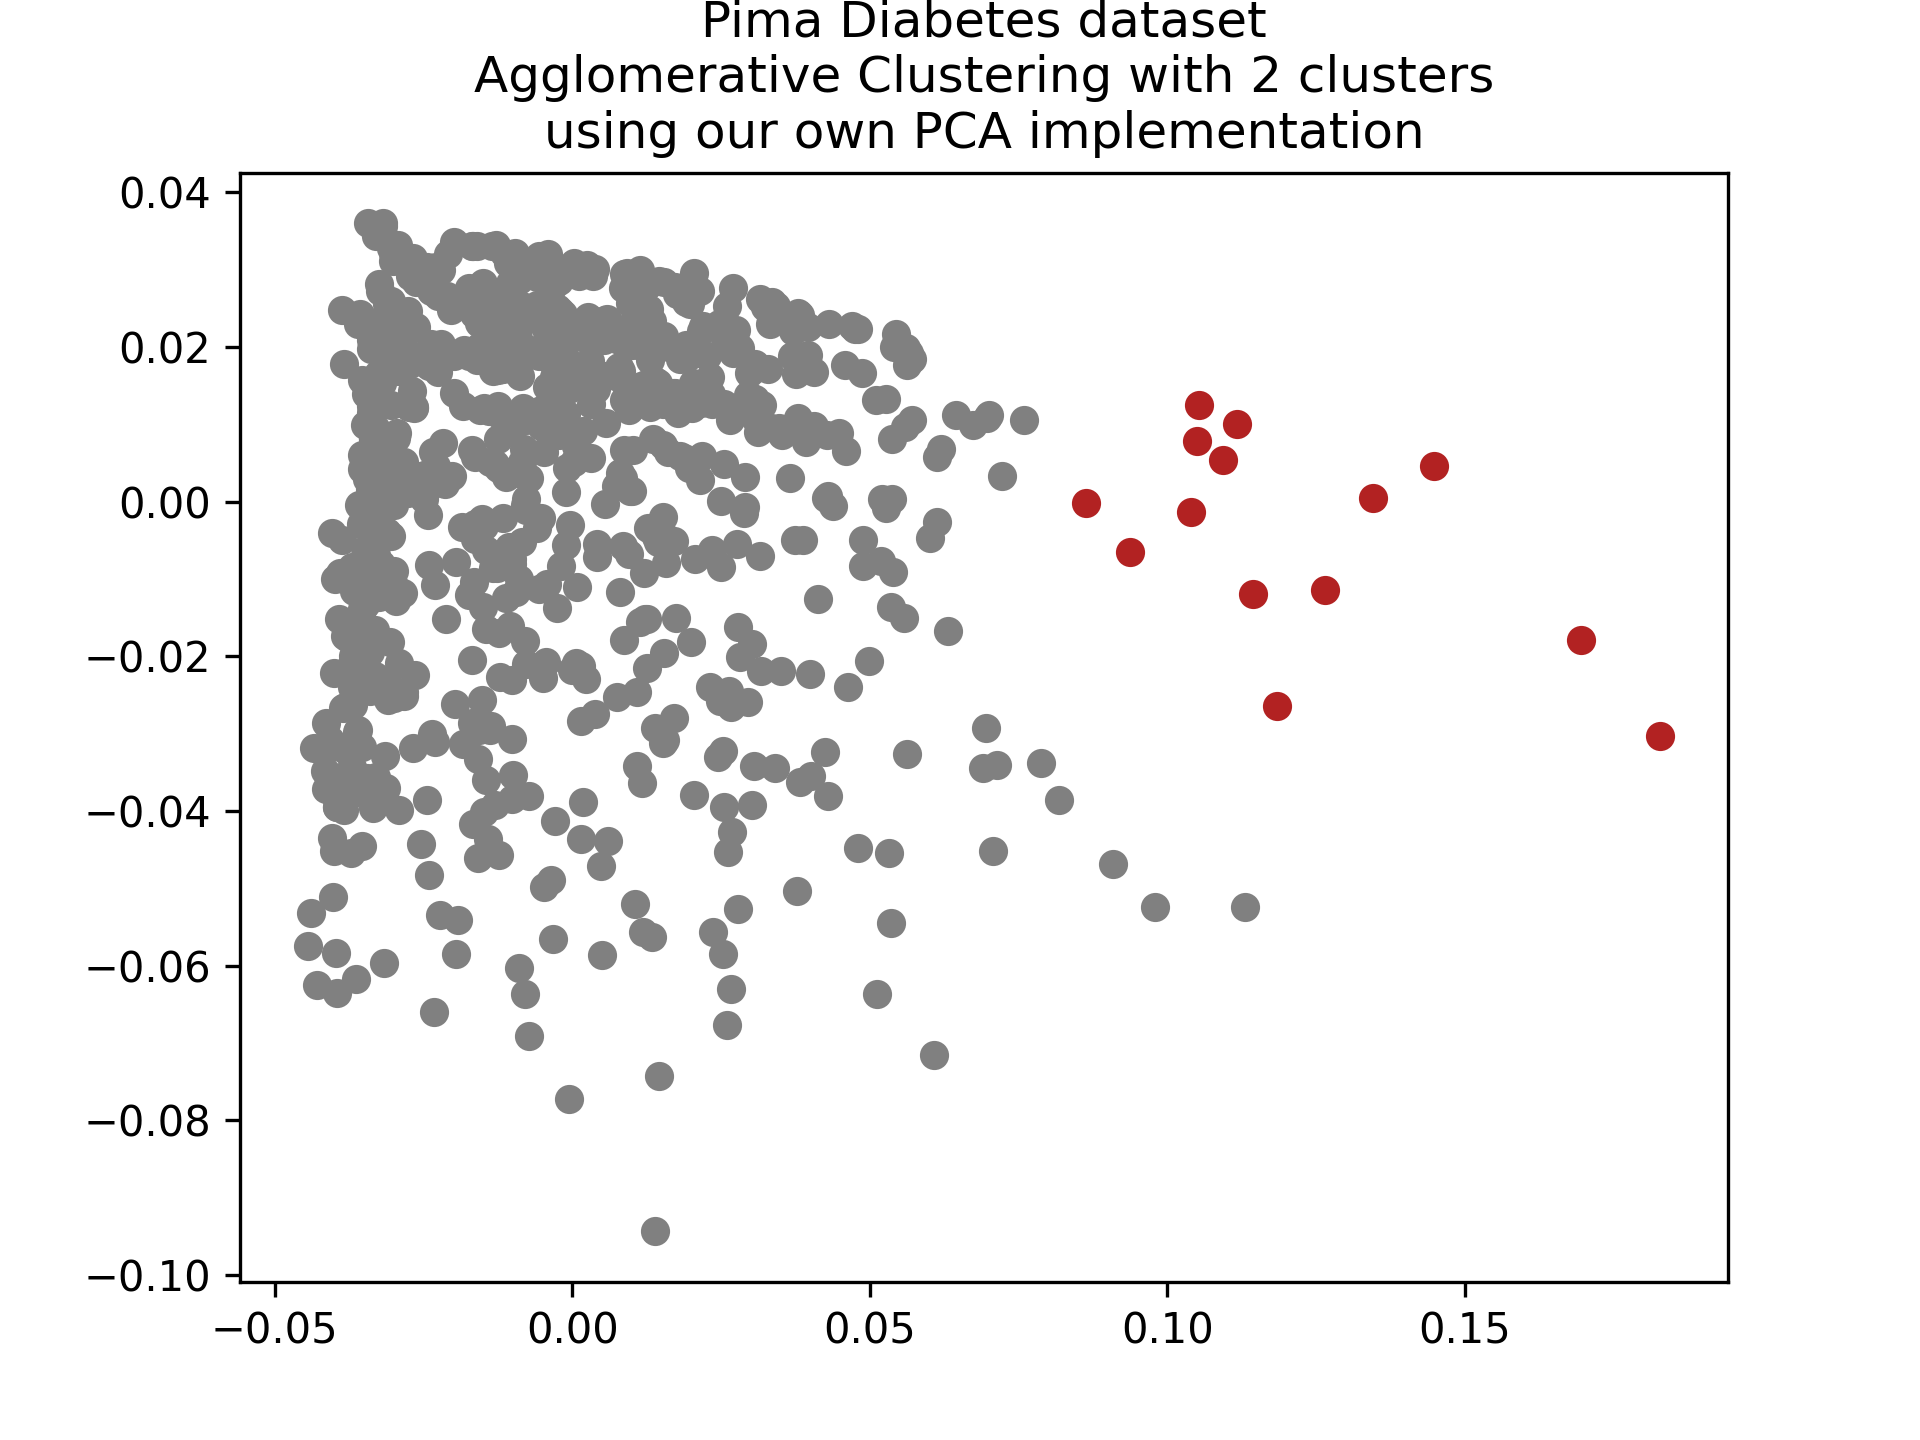 Pima Diabetes dataset
Agglomerative Clustering with 2 clusters
using our own PCA implementation
0.04
0.02
0.00
−0.02
−0.04
−0.06
−0.08
−0.10
−0.05 0.00 0.05 0.10 0.15